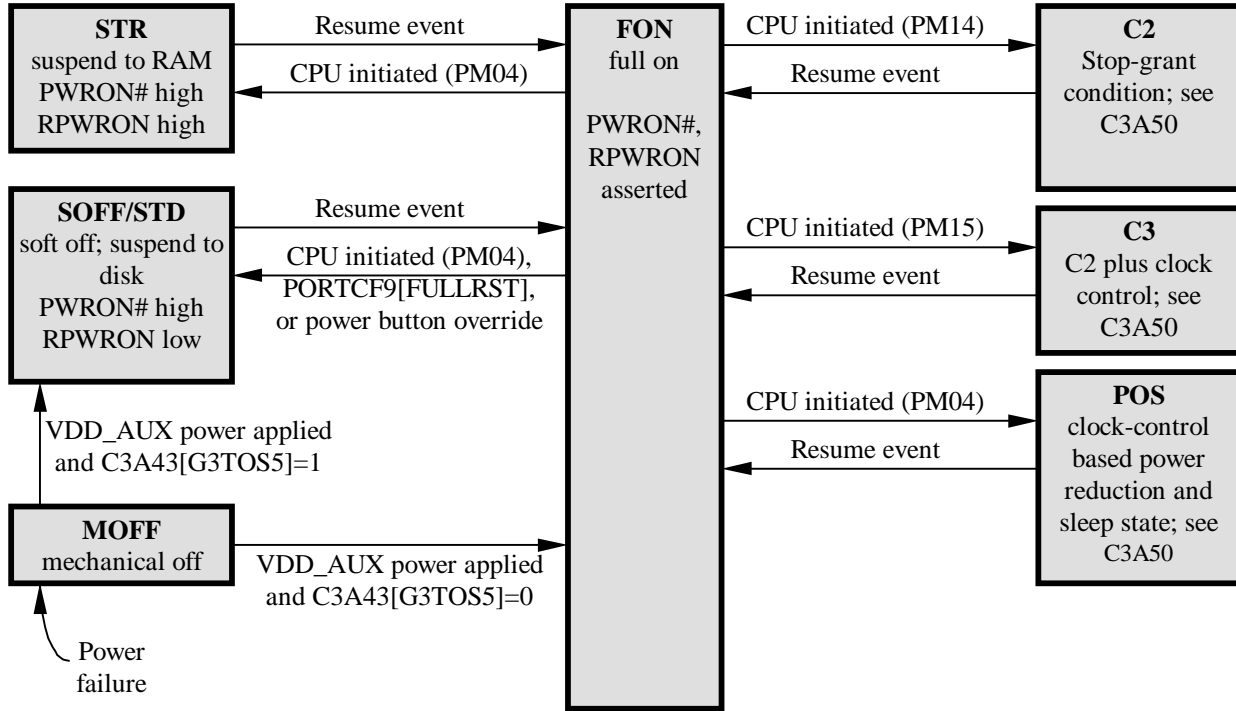 STR
suspend to RAM
PWRON# high
RPWRON high
Resume event
CPU initiated (PM04)
FON
full on
PWRON#,
RPWRON
asserted
CPU initiated (PM14)
Resume event
C2
Stop-grant
condition; see
C3A50
SOFF/STD
soft off; suspend to
disk
PWRON# high
RPWRON low
Resume event
CPU initiated (PM04),
PORTCF9[FULLRST],
or power button override
CPU initiated (PM15)
Resume event
C3
C2 plus clock
control; see
C3A50
VDD_AUX power applied
and C3A43[G3TOS5]=1
CPU initiated (PM04)
Resume event
POS
clock-control
based power
reduction and
sleep state; see
C3A50
MOFF
mechanical off
VDD_AUX power applied
and C3A43[G3TOS5]=0
Power
failure